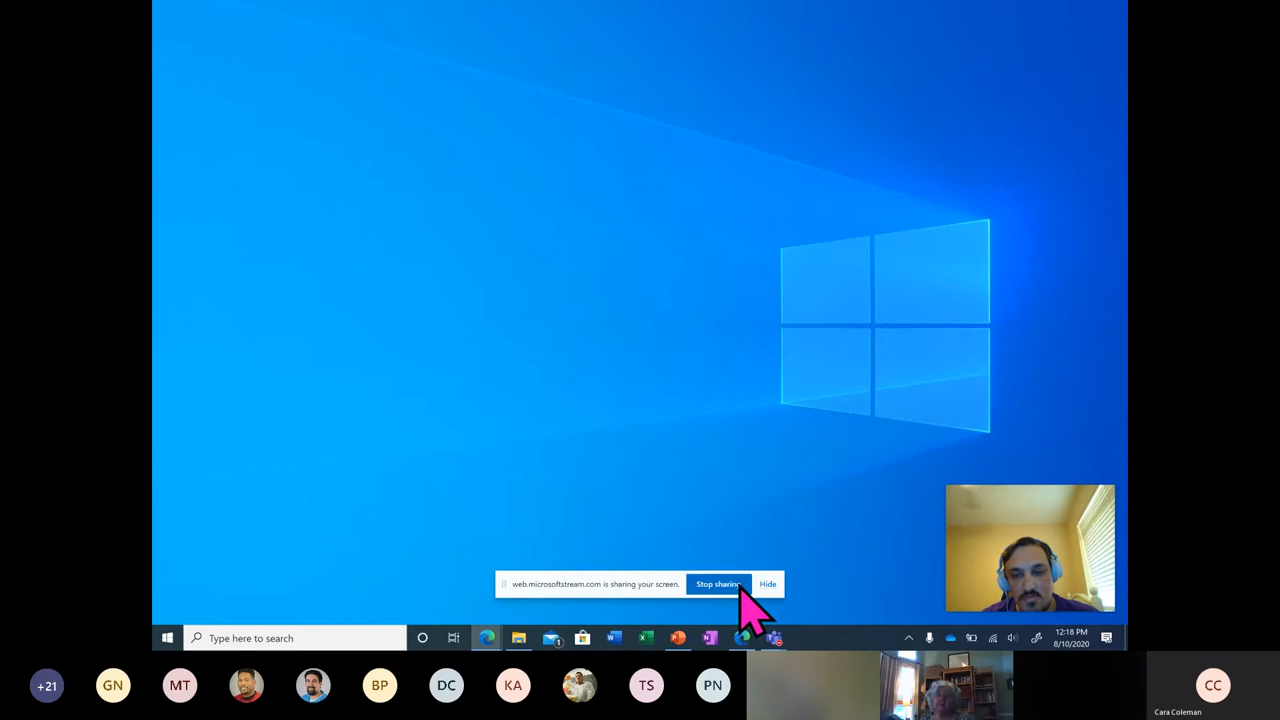 web.microsoftstream.com is sharing your screen.
Stop sharing
Hide
Type here to search
1
12:18 PM
8/10/2020
+21
GN
MT
BP
DC
KA
TS
PN
CC
Cara Coleman